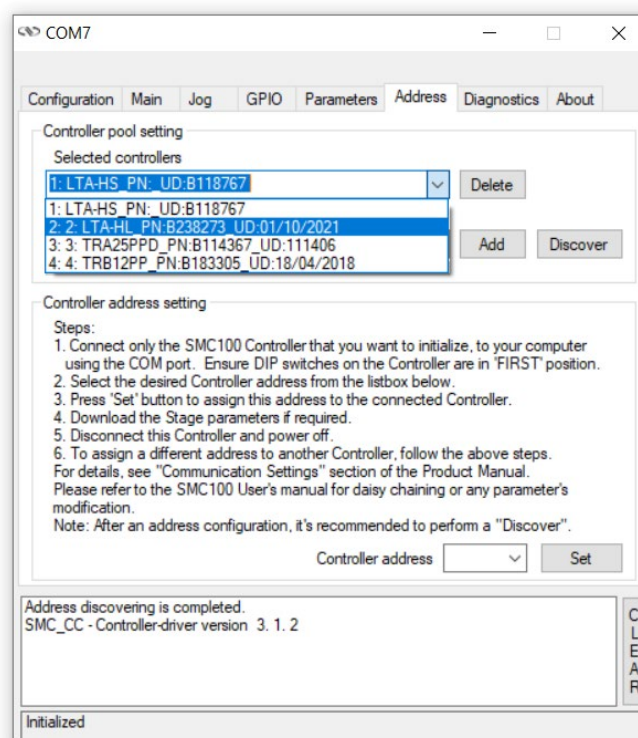 COM7
Configuration Main Jog GPIO Parameters Address Diagnostics About
Controller pool setting
Selected controllers
1: LTA-HS_PN:_UD:B118767
Delete
1: LTA-HS_PN:_UD:B118767
2: 2: LTA-HL_PN:B238273_UD:01/10/2021
3: 3: TRA25PPD_PN:B114367_UD:111406
4: 4: TRB12PP_PN:B183305_UD:18/04/2018
Add Discover
Controller address setting
Steps:
1. Connect only the SMC100 Controller that you want to initialize, to your computer
using the COM port. Ensure DIP switches on the Controller are in 'FIRST' position.
2. Select the desired Controller address from the listbox below.
3. Press 'Set' button to assign this address to the connected Controller.
4. Download the Stage parameters if required.
5. Disconnect this Controller and power off.
6. To assign a different address to another Controller, follow the above steps.
For details, see "Communication Settings" section of the Product Manual.
Please refer to the SMC100 User's manual for daisy chaining or any parameter's
modification.
Note: After an address configuration, it's recommended to perform a "Discover".
Controller address Set
Address discovering is completed.
SMC_CC - Controller-driver version 3. 1. 2
C
L
E
A
R
Initialized